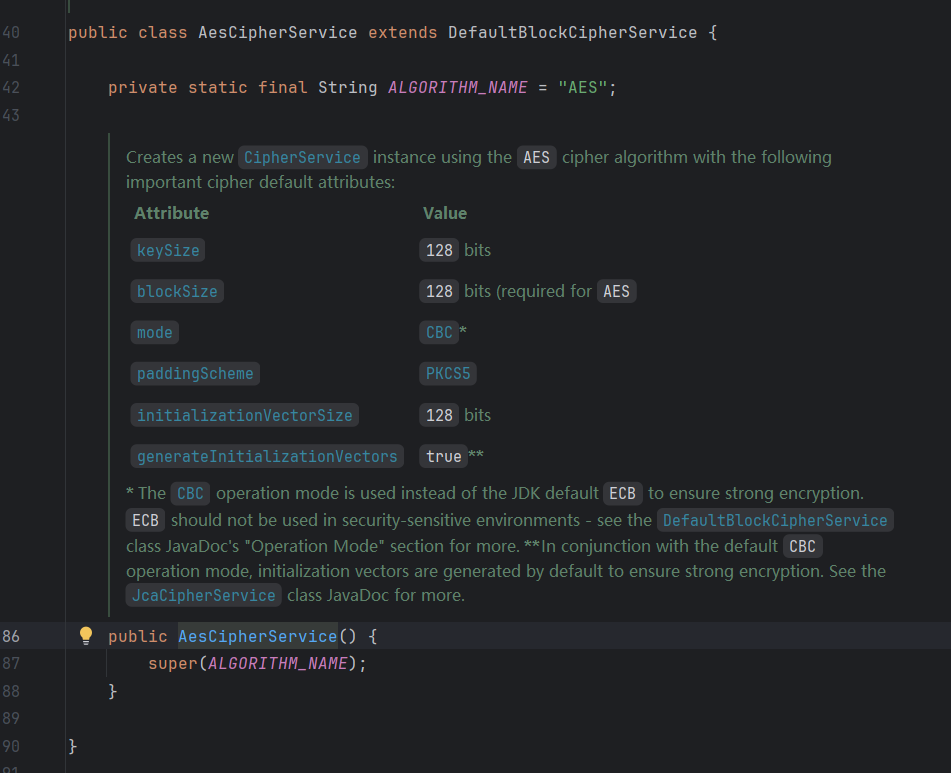 40 public class AesCipherService extends DefaultBlockCipherService {
41
42 private static final String ALGORITHM_NAME = "AES";
43
Creates a new CipherService instance using the AES cipher algorithm with the following
important cipher default attributes:
Attribute Value
keySize 128 bits
blockSize 128 bits (required for AES
mode CBC*
paddingScheme PKCS5
initializationVectorSize 128 bits
generateInitializationVectors true**
* The CBC operation mode is used instead of the JDK default ECB to ensure strong encryption.
ECB should not be used in security-sensitive environments - see the DefaultBlockCipherService
class JavaDoc's "Operation Mode" section for more. **In conjunction with the default CBC
operation mode, initialization vectors are generated by default to ensure strong encryption. See the
JcaCipherService class JavaDoc for more.
86 public AesCipherService() {
87 super(ALGORITHM_NAME);
88 }
89
90 }
91